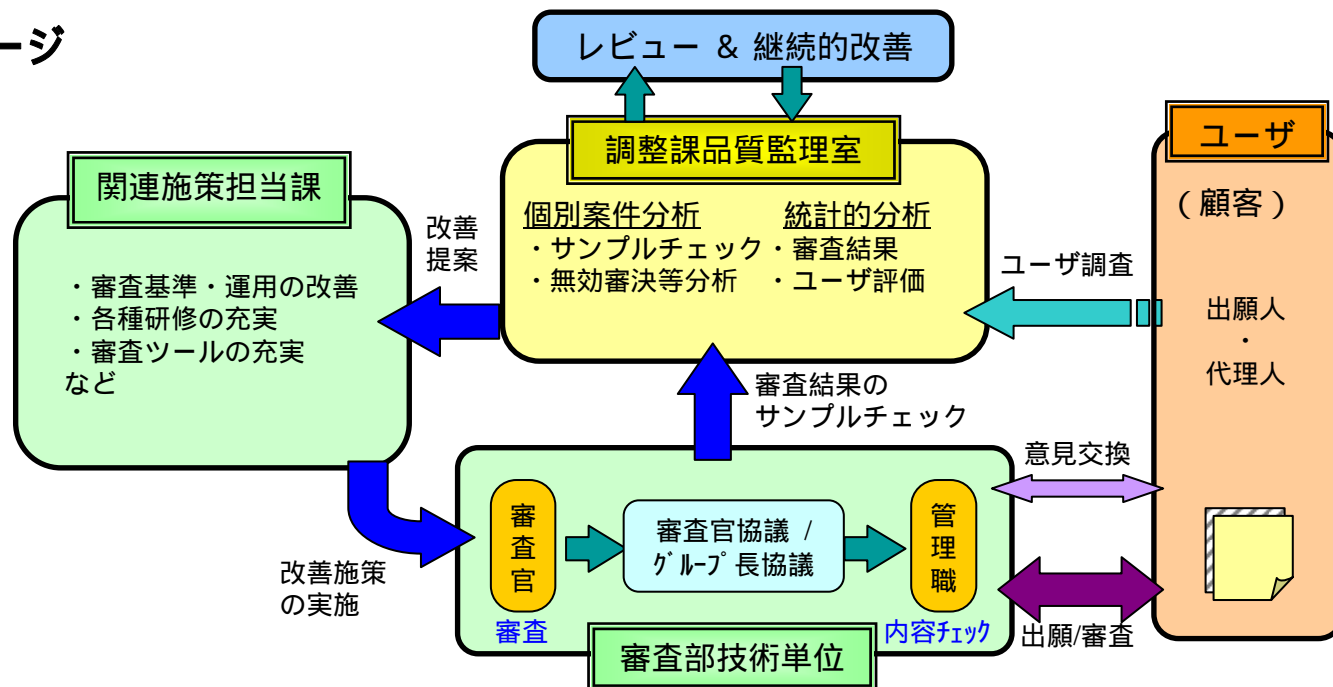 ージ
レビュー & 継続的改善
調整課品質監理室
個別案件分析
・サンプルチェック
・無効審決等分析
統計的分析
・審査結果
・ユーザ評価
関連施策担当課
・審査基準・運用の改善
・各種研修の充実
・審査ツールの充実
など
改善
提案
ユーザ調査
ユーザ
（顧客）
出願人
・
代理人
審査結果の
サンプルチェック
意見交換
出願/審査
改善施策
の実施
審査官
審査
審査官協議 /
ｸﾞﾙｰﾌﾟ長協議
管理職
内容ﾁｪｯｸ
審査部技術単位